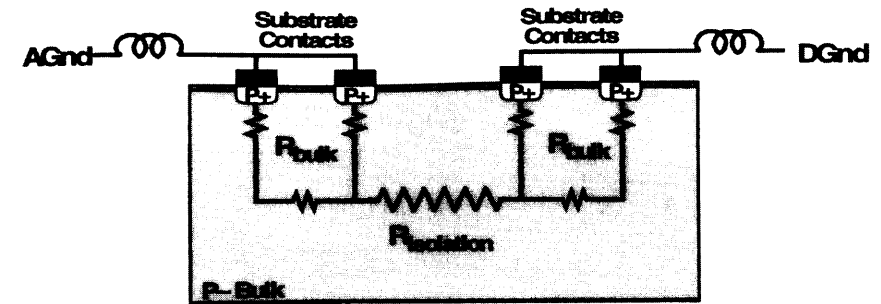 Substrate
Contacts
Substrate
Contacts
AGnd
DGnd
P+
P+
P+
P+
Rbulk
Rbulk
Risolation
P– Bulk